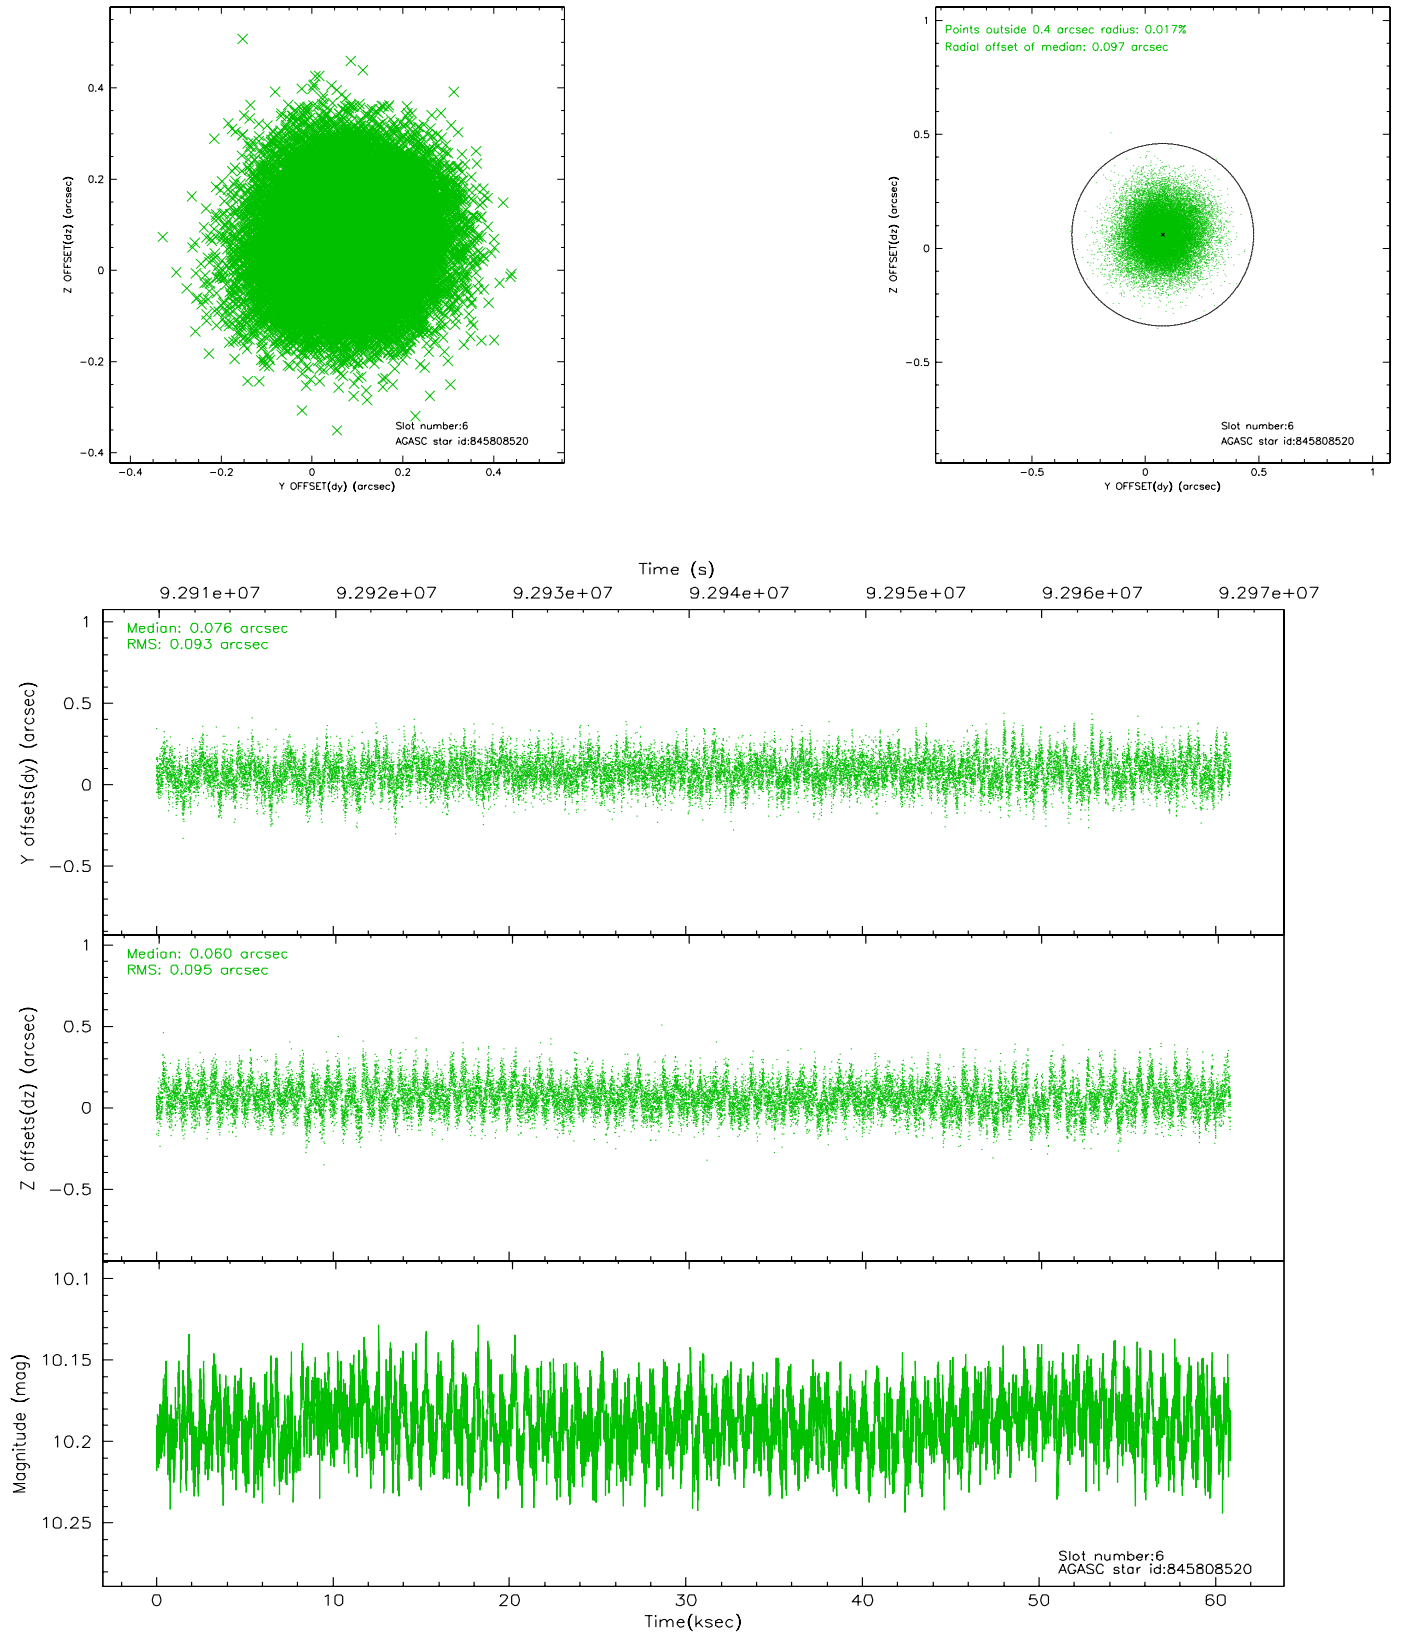 0.4
0.2
0
-0.2
-0.4
Z OFFSET(dz) (arcsec)
Slot number:6
AGASC star id:845808520
-0.4 -0.2 0 0.2 0.4
Y OFFSET(dy) (arcsec)
Points outside 0.4 arcsec radius: 0.017%
Radial offset of median: 0.097 arcsec
1
0.5
0
-0.5
Z OFFSET(dz) (arcsec)
Slot number:6
AGASC star id:845808520
-0.5 0 0.5 1
Y OFFSET(dy) (arcsec)
Time (s)
9.291e+07 9.292e+07 9.293e+07 9.294e+07 9.295e+07 9.296e+07 9.297e+07
Median: 0.076 arcsec
RMS: 0.093 arcsec
1
0.5
0
-0.5
Y offsets(dy) (arcsec)
Median: 0.060 arcsec
RMS: 0.095 arcsec
1
0.5
0
-0.5
Z offsets(dz) (arcsec)
10.1
10.15
10.2
10.25
Magnitude (mag)
Slot number:6
AGASC star id:845808520
0 10 20 30 40 50 60
Time(ksec)